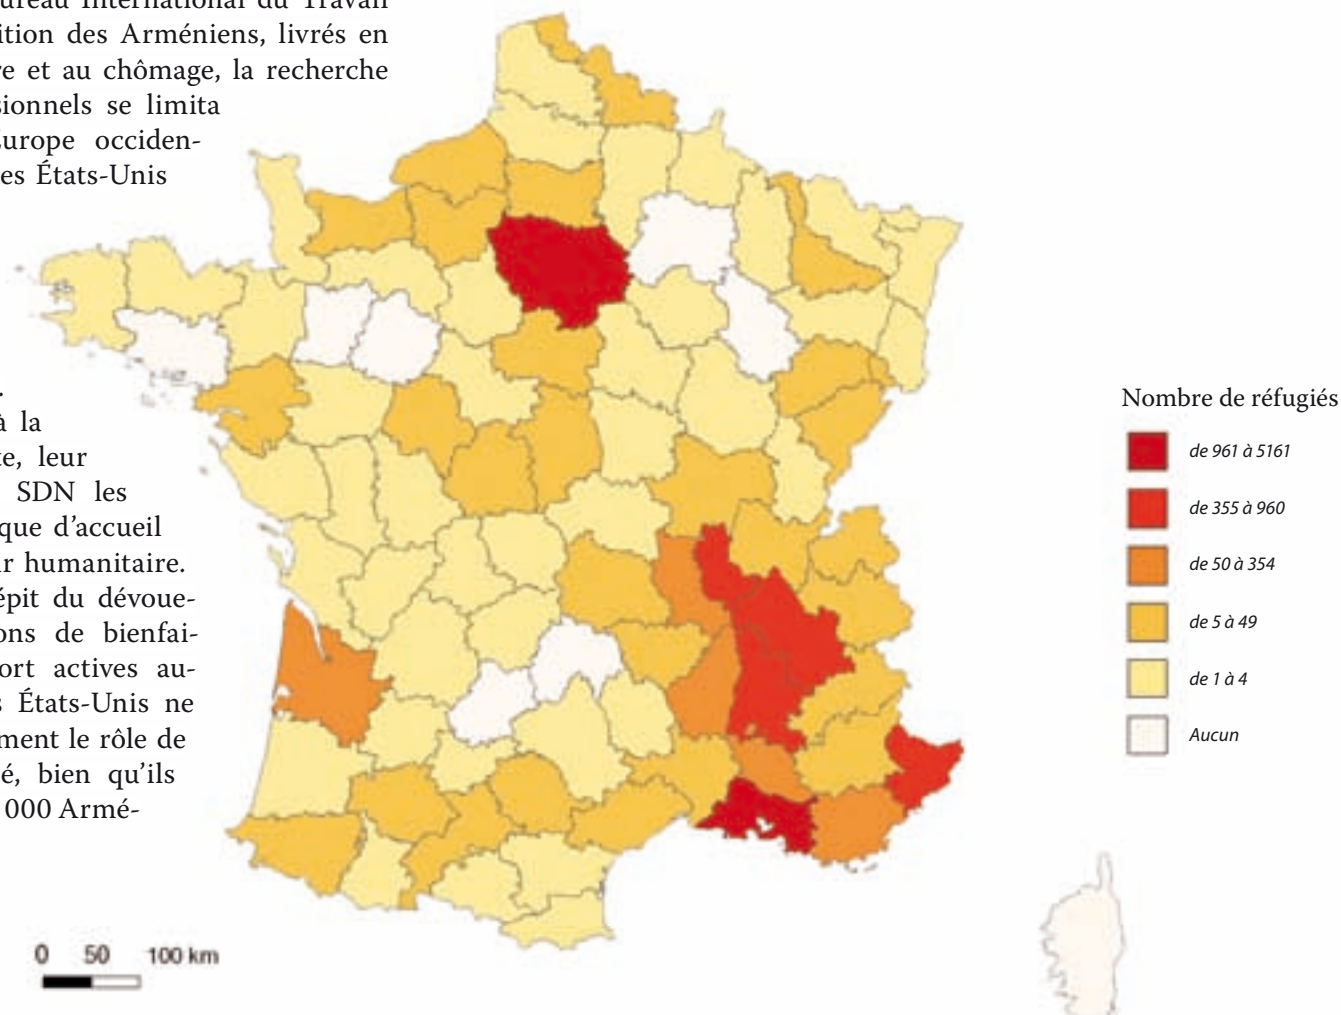 ureau International du Travail
ition des Arméniens, livrés en
re et au chômage, la recherche
sionnels se limita
urope occiden-
es États-Unis
.
à la
te, leur
SDN les
que d'accueil
ur humanitaire.
épit du dévoue-
ons de bienfai-
ort actives au-
s États-Unis ne
ment le rôle de
é, bien qu'ils
000 Armé-
Nombre de réfugiés
de 961 à 5161
de 355 à 960
de 50 à 354
de 5 à 49
de 1 à 4
Aucun
0 50 100 km